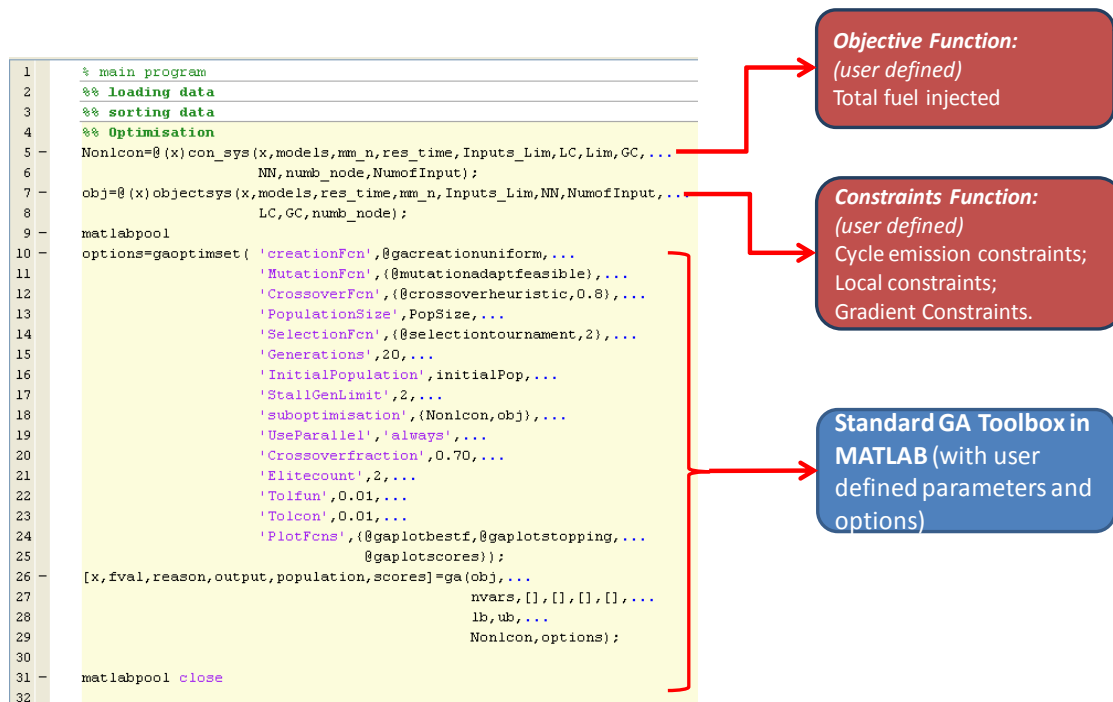 1 % main program
2 %% loading data
3 %% sorting data
4 %% Optimisation
5 – Nonlcon=@(x)con_sys(x,models,mm_n,res_time,Inputs_Lim,LC,Lim,GC,...
6 NN,numb_node,NumofInput);
7 – obj=@(x)objectsys(x,models,res_time,mm_n,Inputs_Lim,NN,NumofInput,...
8 LC,GC,numb_node);
9 – matlabpool
10 – options=gaoptimset( 'creationFcn',@gacreationuniform,...
11 'MutationFcn',{@mutationadaptfeasible},...
12 'CrossoverFcn',{@crossoverheuristic,0.8},...
13 'PopulationSize',PopSize,...
14 'SelectionFcn',{@selectiontournament,2},...
15 'Generations',20,...
16 'InitialPopulation',initialPop,...
17 'StallGenLimit',2,...
18 'suboptimisation',{Nonlcon,obj},...
19 'UseParallel','always',...
20 'Crossoverfraction',0.70,...
21 'Elitecount',2,...
22 'Tolfun',0.01,...
23 'Tolcon',0.01,...
24 'PlotFcns',{@gaplotbestf,@gaplotstopping,...
25 @gaplotscores});
26 – [x,fval,reason,output,population,scores]=ga(obj,...
27 nvars,[],[],[],[],...
28 lb,ub,...
29 Nonlcon,options);
30
31 – matlabpool close
32
Objective Function:
(user defined)
Total fuel injected
Constraints Function:
(user defined)
Cycle emission constraints;
Local constraints;
Gradient Constraints.
Standard GA Toolbox in
MATLAB (with user
defined parameters and
options)